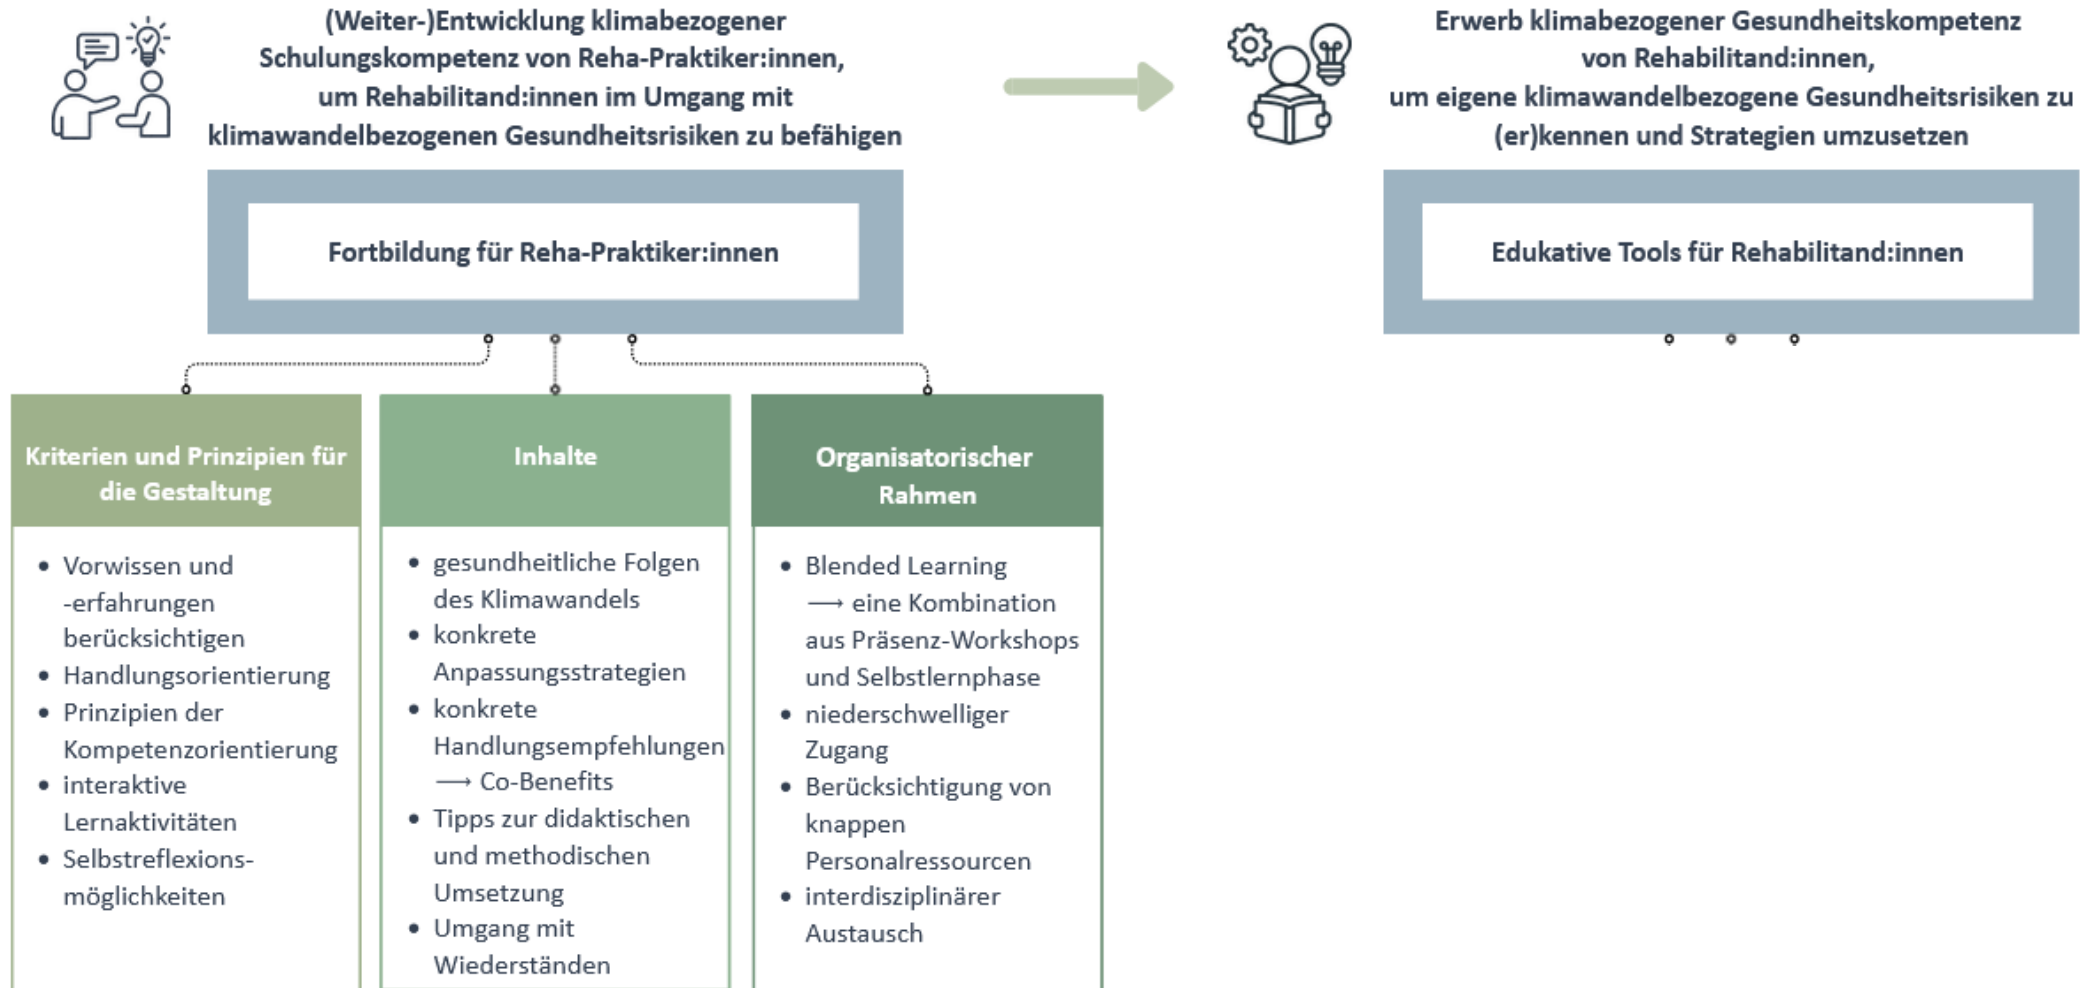 (Weiter-)Entwicklung klimabezogener
Schulungskompetenz von Reha-Praktiker:innen,
um Rehabilitand:innen im Umgang mit
klimawandelbezogenen Gesundheitsrisiken zu befähigen
Erwerb klimabezogener Gesundheitskompetenz
von Rehabilitand:innen,
um eigene klimawandelbezogene Gesundheitsrisiken zu
(er)kennen und Strategien umzusetzen
Fortbildung für Reha-Praktiker:innen
Edukative Tools für Rehabilitand:innen
Kriterien und Prinzipien für
die Gestaltung
• Vorwissen und
-erfahrungen
berücksichtigen
• Handlungsorientierung
• Prinzipien der
Kompetenzorientierung
• interaktive
Lernaktivitäten
• Selbstreflexions-
möglichkeiten
Inhalte
• gesundheitliche Folgen
des Klimawandels
• konkrete
Anpassungsstrategien
• konkrete
Handlungsempfehlungen
⟶ Co-Benefits
• Tipps zur didaktischen
und methodischen
Umsetzung
• Umgang mit
Wiederständen
Organisatorischer
Rahmen
• Blended Learning
⟶ eine Kombination
aus Präsenz-Workshops
und Selbstlernphase
• niederschwelliger
Zugang
• Berücksichtigung von
knappen
Personalressourcen
• interdisziplinärer
Austausch